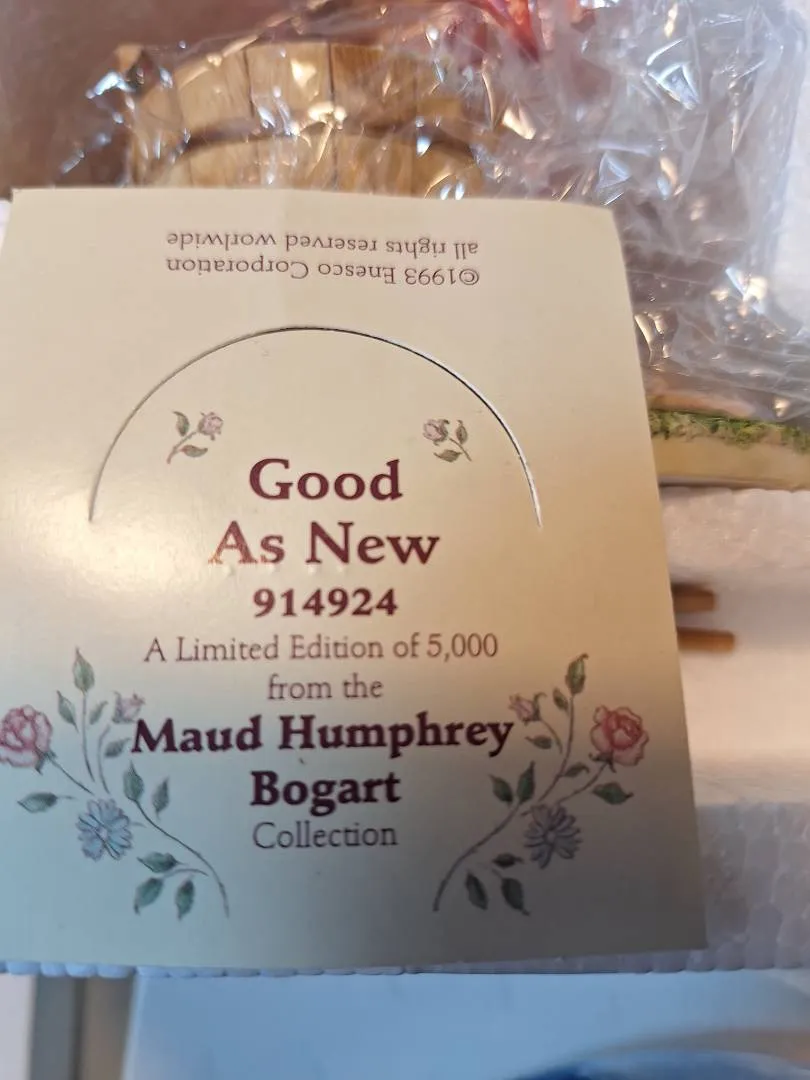 ©1993 Enesco Corporation
all rights reserved worlwide
Good
As New
914924
A Limited Edition of 5,000
from the
Maud Humphrey
Bogart
Collection